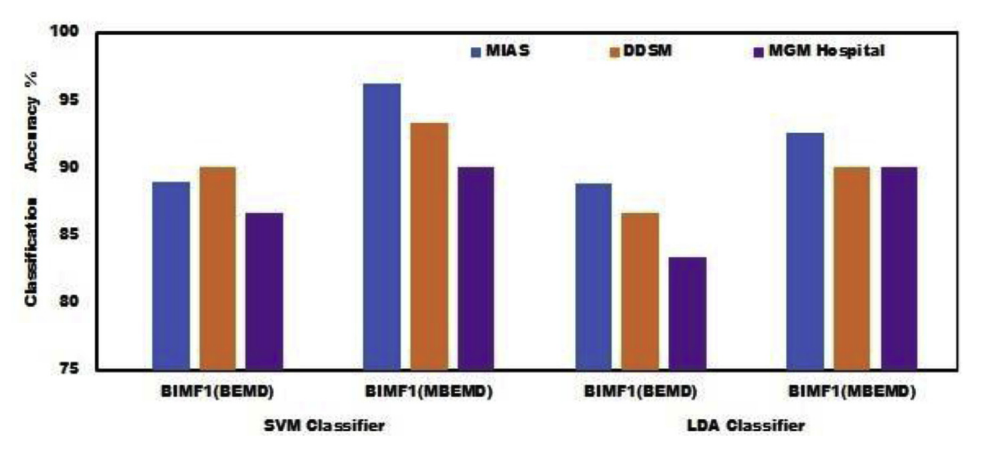 100
MIAS DDSM MGM Hospital
95
90
85
80
75
Classification Accuracy %
BIMF1(BEMD) BIMF1(MBEMD) BIMF1(BEMD) BIMF1(MBEMD)
SVM Classifier LDA Classifier